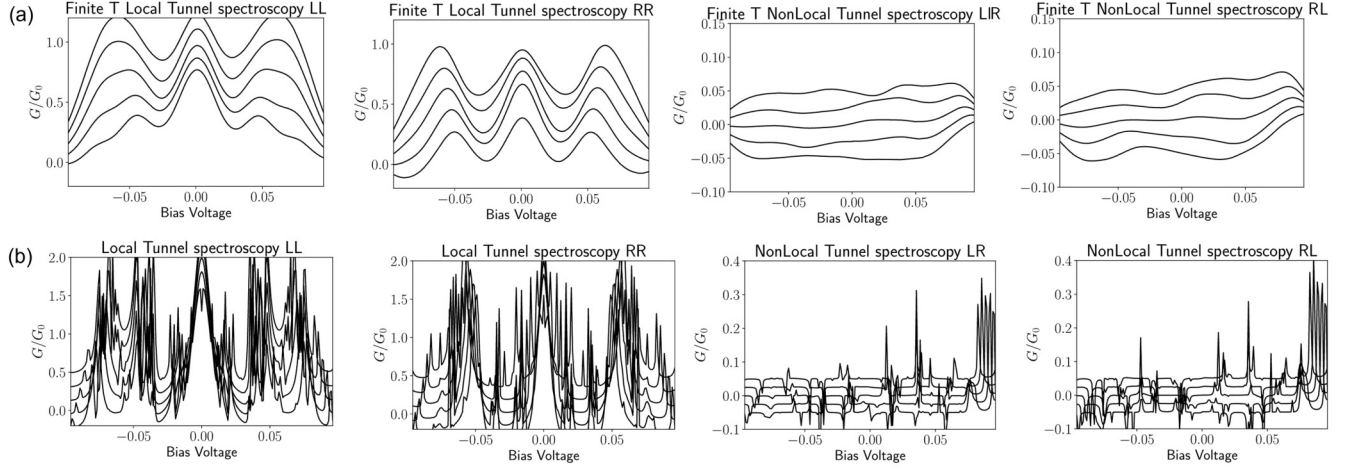 (a)
Finite T Local Tunnel spectroscopy LL
G/G₀
1.0
0.5
0.0
−0.05
0.00
0.05
Bias Voltage
Finite T Local Tunnel spectroscopy RR
G/G₀
1.0
0.5
0.0
−0.05
0.00
0.05
Bias Voltage
Finite T NonLocal Tunnel spectroscopy LlR
G/G₀
0.15
0.10
0.05
0.00
−0.05
−0.10
−0.05
0.00
0.05
Bias Voltage
Finite T NonLocal Tunnel spectroscopy RL
G/G₀
0.15
0.10
0.05
0.00
−0.05
−0.10
−0.05
0.00
0.05
Bias Voltage
(b)
Local Tunnel spectroscopy LL
G/G₀
2.0
1.5
1.0
0.5
0.0
−0.05
0.00
0.05
Bias Voltage
Local Tunnel spectroscopy RR
G/G₀
2.0
1.5
1.0
0.5
0.0
−0.05
0.00
0.05
Bias Voltage
NonLocal Tunnel spectroscopy LR
G/G₀
0.4
0.3
0.2
0.1
0.0
−0.1
−0.05
0.00
0.05
Bias Voltage
NonLocal Tunnel spectroscopy RL
G/G₀
0.4
0.3
0.2
0.1
0.0
−0.1
−0.05
0.00
0.05
Bias Voltage